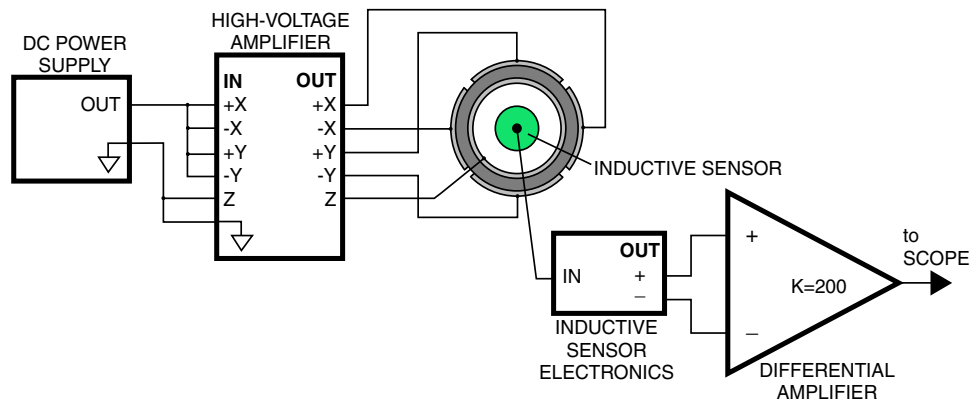 HIGH-VOLTAGE
AMPLIFIER
DC POWER
SUPPLY
OUT
IN OUT
+X +X
-X -X
+Y +Y
-Y -Y
Z Z
INDUCTIVE SENSOR
OUT
IN +
−
INDUCTIVE
SENSOR
ELECTRONICS
+
K=200
−
to
SCOPE
DIFFERENTIAL
AMPLIFIER